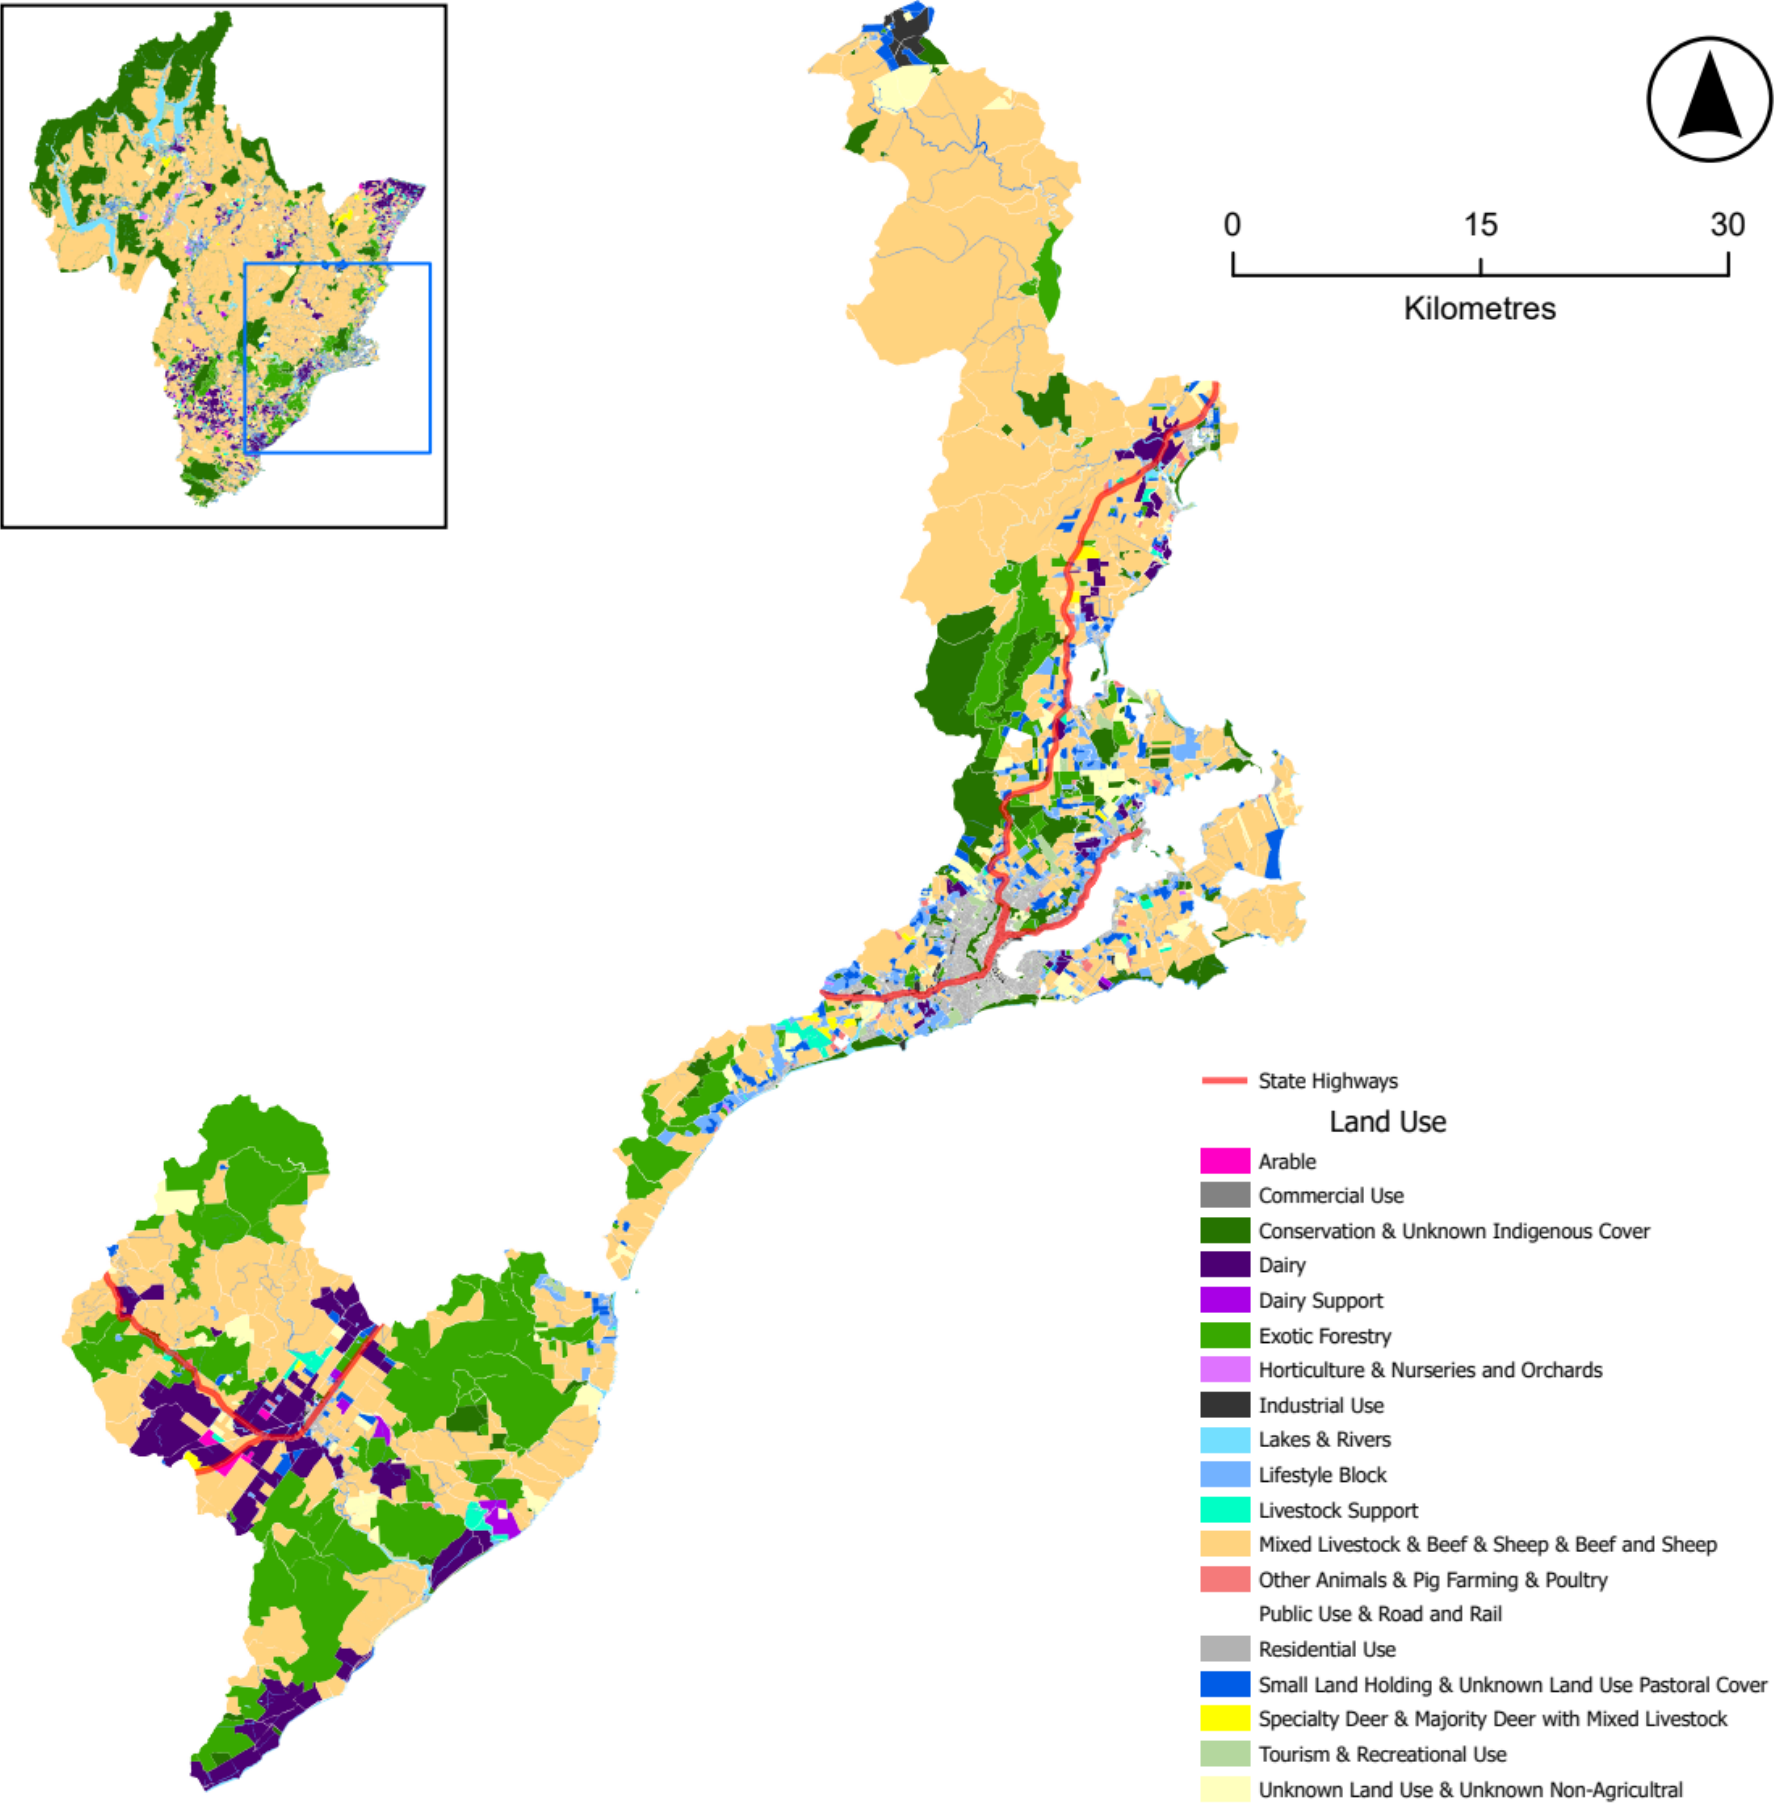 0 15 30
Kilometres
State Highways
Land Use
Arable
Commercial Use
Conservation & Unknown Indigenous Cover
Dairy
Dairy Support
Exotic Forestry
Horticulture & Nurseries and Orchards
Industrial Use
Lakes & Rivers
Lifestyle Block
Livestock Support
Mixed Livestock & Beef & Sheep & Beef and Sheep
Other Animals & Pig Farming & Poultry
Public Use & Road and Rail
Residential Use
Small Land Holding & Unknown Land Use Pastoral Cover
Specialty Deer & Majority Deer with Mixed Livestock
Tourism & Recreational Use
Unknown Land Use & Unknown Non-Agricultral